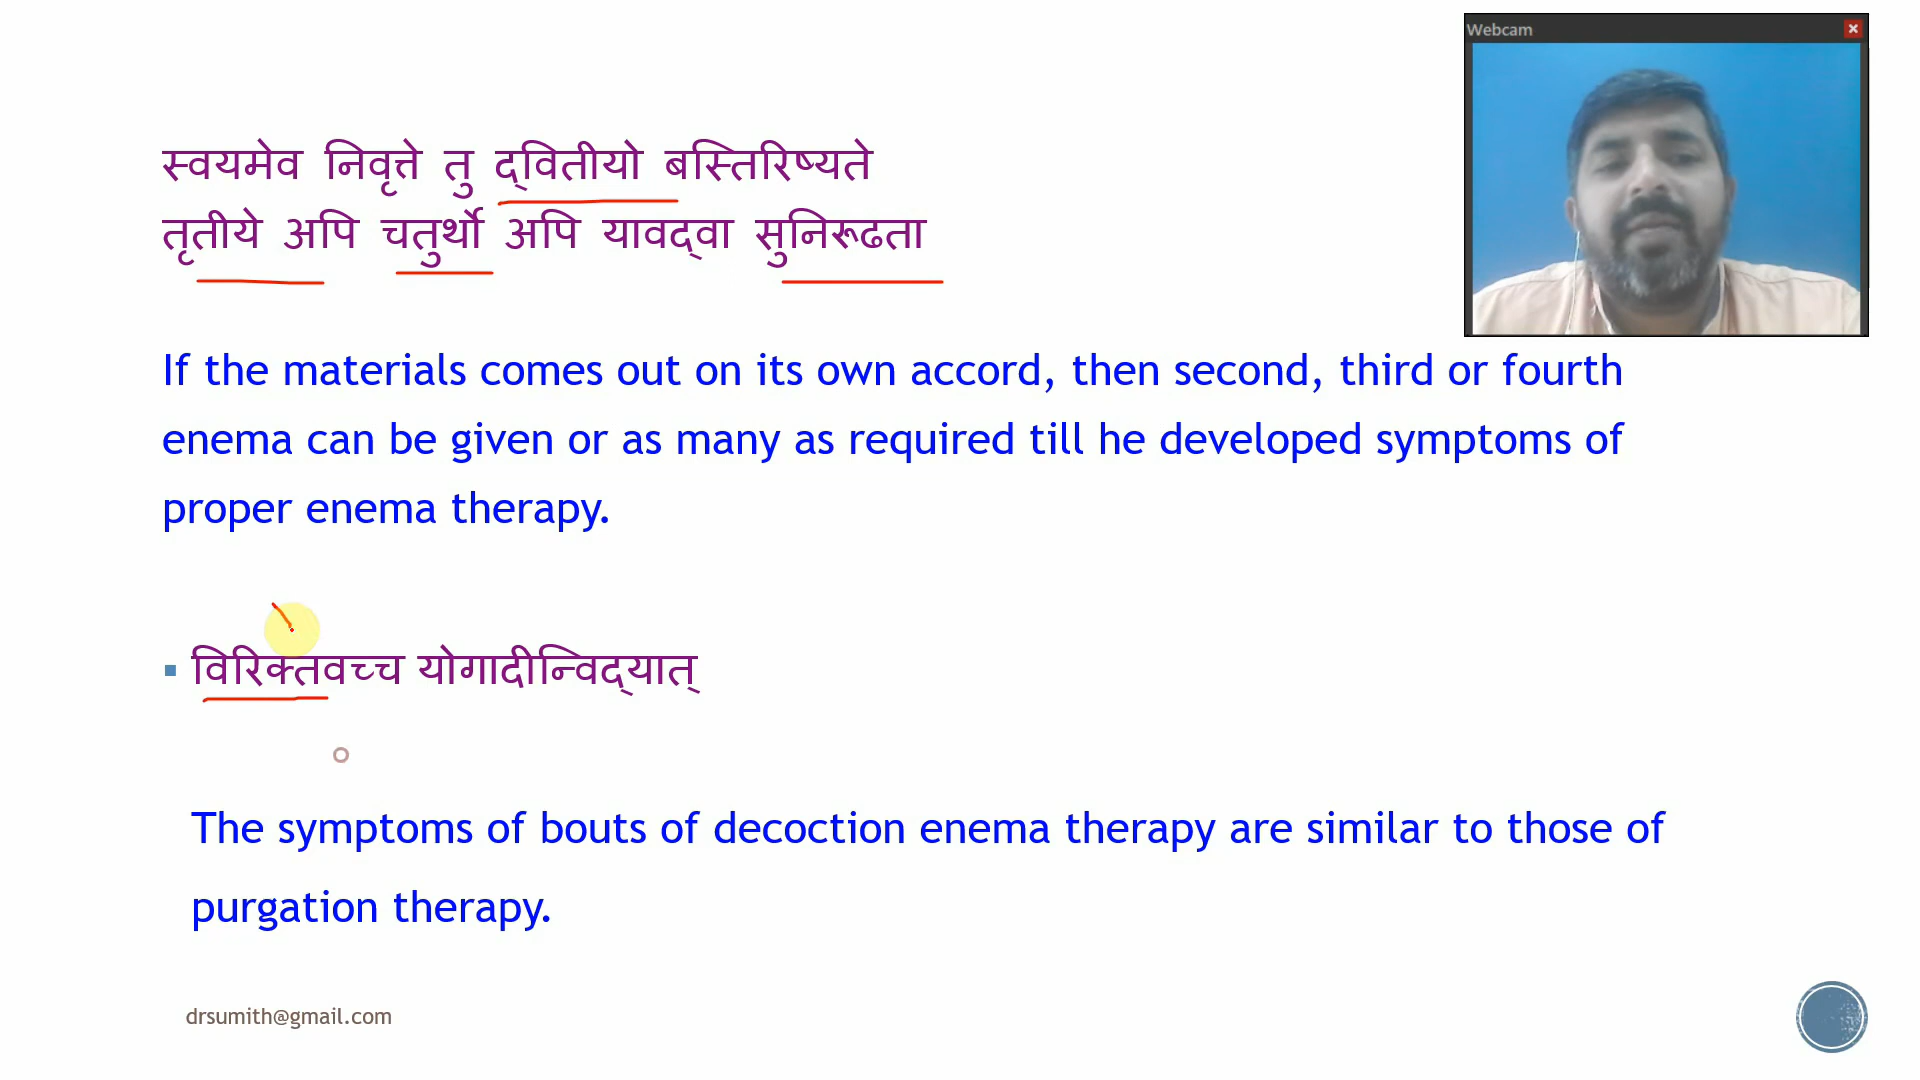 Webcam
स्वयमेव निवृत्ते तु द्वितीयो बस्तिरिष्यते
तृतीये अपि चतुर्थो अपि यावद्वा सुनिरूढता
If the materials comes out on its own accord, then second, third or fourth
enema can be given or as many as required till he developed symptoms of
proper enema therapy.
विरिक्तवच्च योगादीन्विद्यात्
The symptoms of bouts of decoction enema therapy are similar to those of
purgation therapy.
drsumith@gmail.com